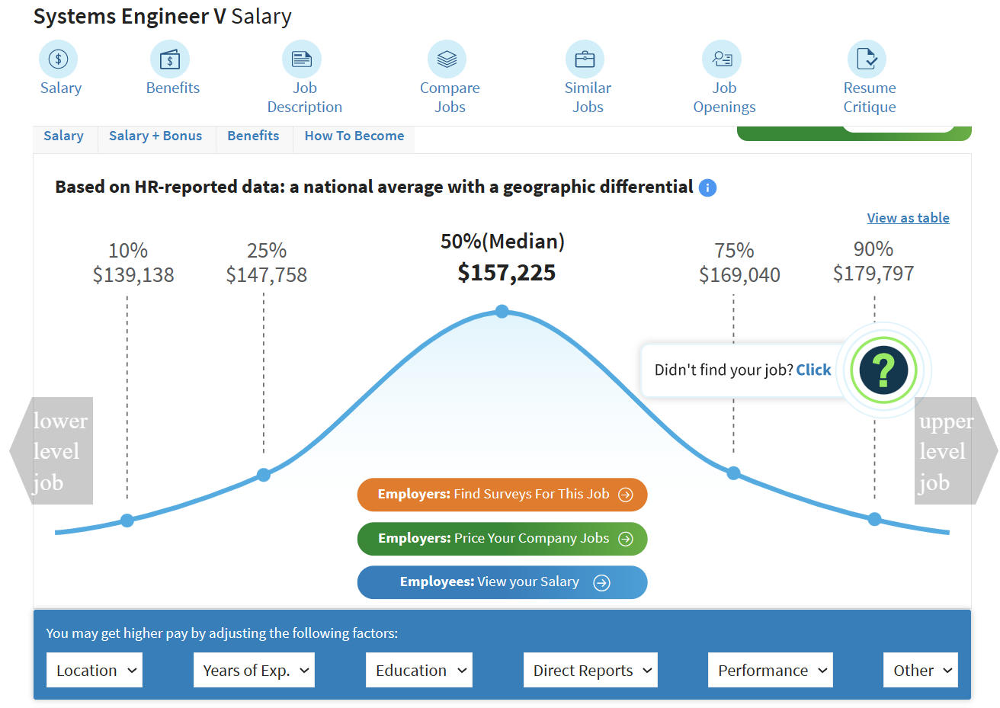 Systems Engineer V Salary
Salary
Benefits
Job
Description
Compare
Jobs
Similar
Jobs
Job
Openings
Resume
Critique
Salary
Salary + Bonus
Benefits
How To Become
Based on HR-reported data: a national average with a geographic differential
View as table
10%
$139,138
25%
$147,758
50%(Median)
$157,225
75%
$169,040
90%
$179,797
Didn't find your job? Click
?
lower
level
job
upper
level
job
Employers: Find Surveys For This Job
Employers: Price Your Company Jobs
Employees: View your Salary
You may get higher pay by adjusting the following factors:
Location
Years of Exp.
Education
Direct Reports
Performance
Other